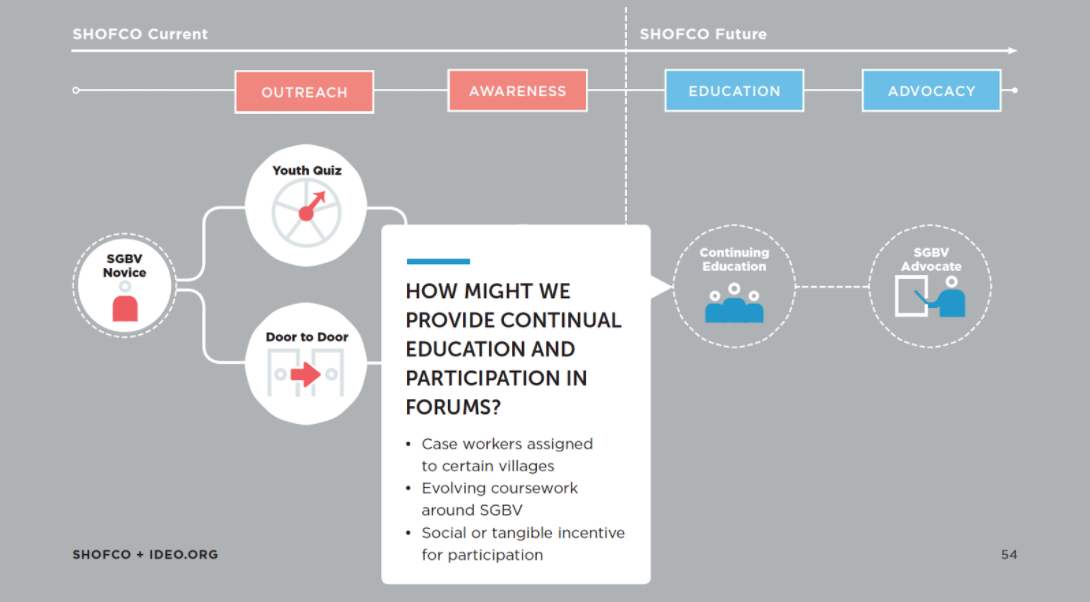 SHOFCO Current
SHOFCO Future
OUTREACH
AWARENESS
EDUCATION
ADVOCACY
Youth Quiz
SGBV
Novice
Door to Door
HOW MIGHT WE
PROVIDE CONTINUAL
EDUCATION AND
PARTICIPATION IN
FORUMS?
• Case workers assigned
to certain villages
• Evolving coursework
around SGBV
• Social or tangible incentive
for participation
Continuing
Education
SGBV
Advocate
SHOFCO + IDEO.ORG
54